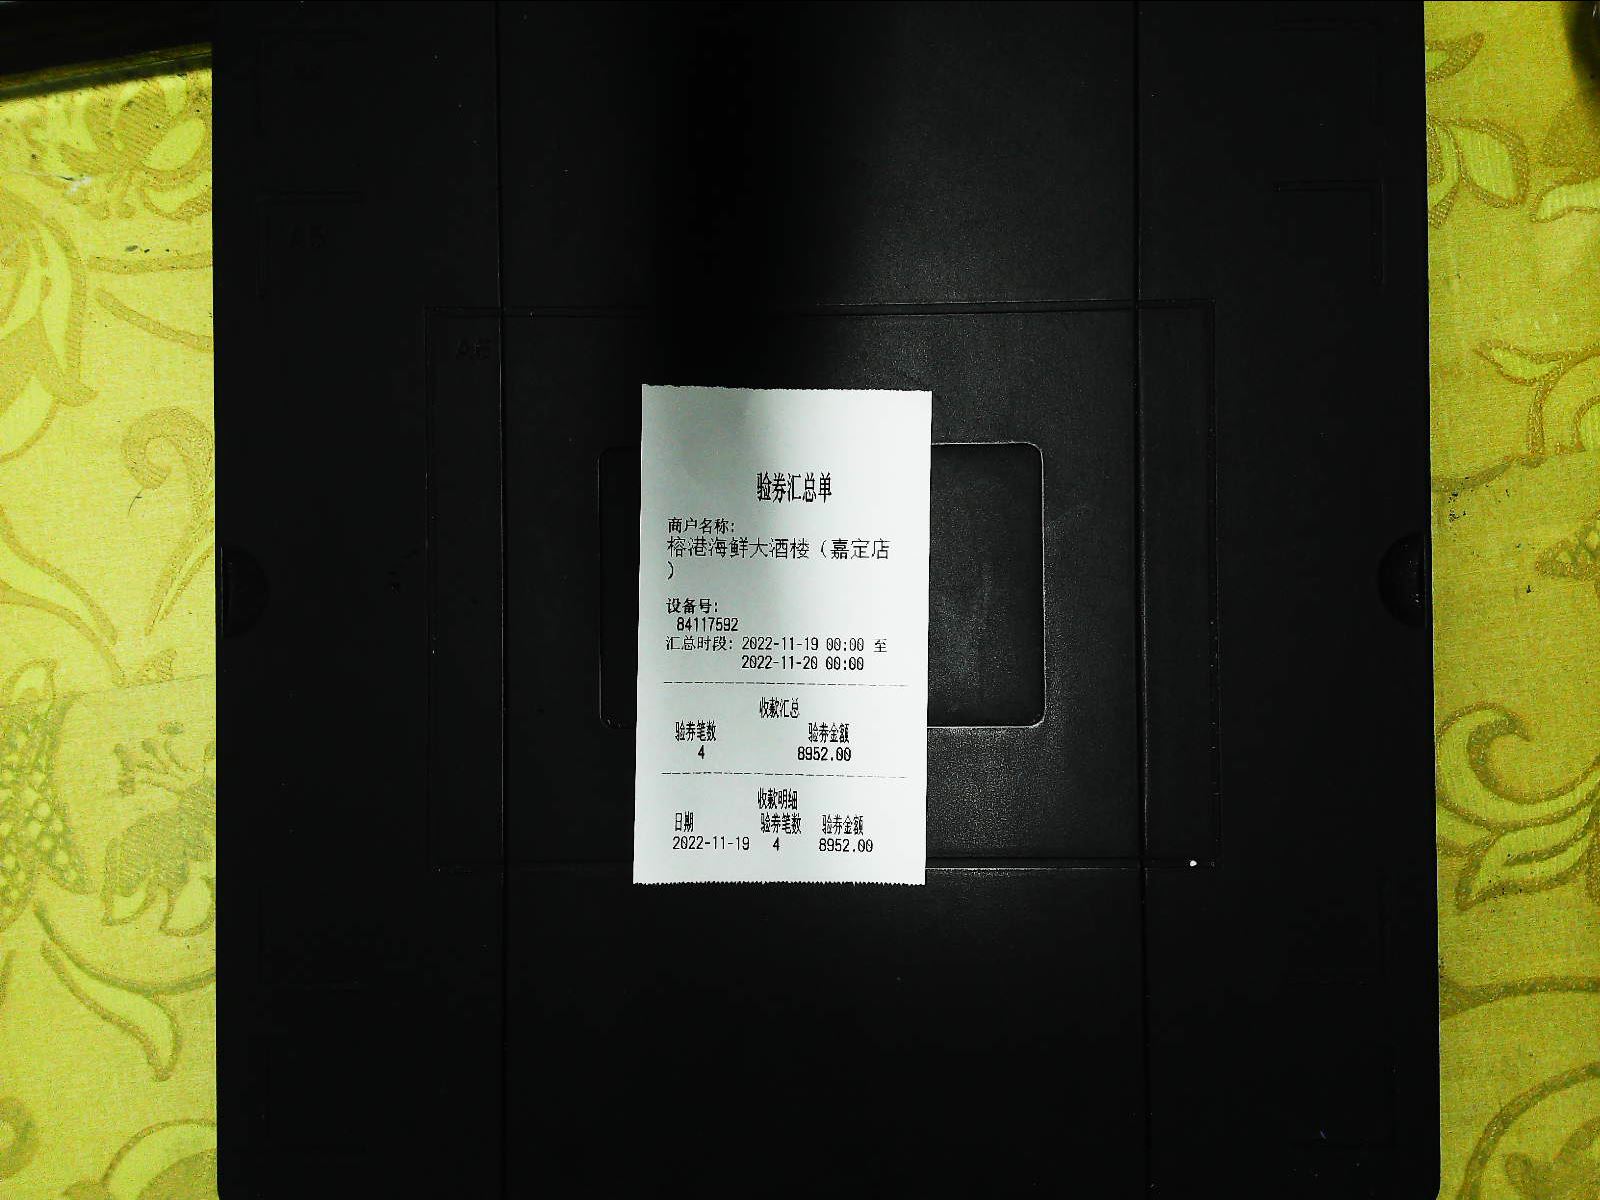 验券汇总单
商户名称:
榕港海鲜大酒楼（嘉定店
）
设备号:
84117592
汇总时段: 2022-11-19 00:00 至
2022-11-20 00:00
收款汇总
验券笔数 验券金额
4 8952.00
收款明细
日期 验券笔数 验券金额
2022-11-19 4 8952.00
A5